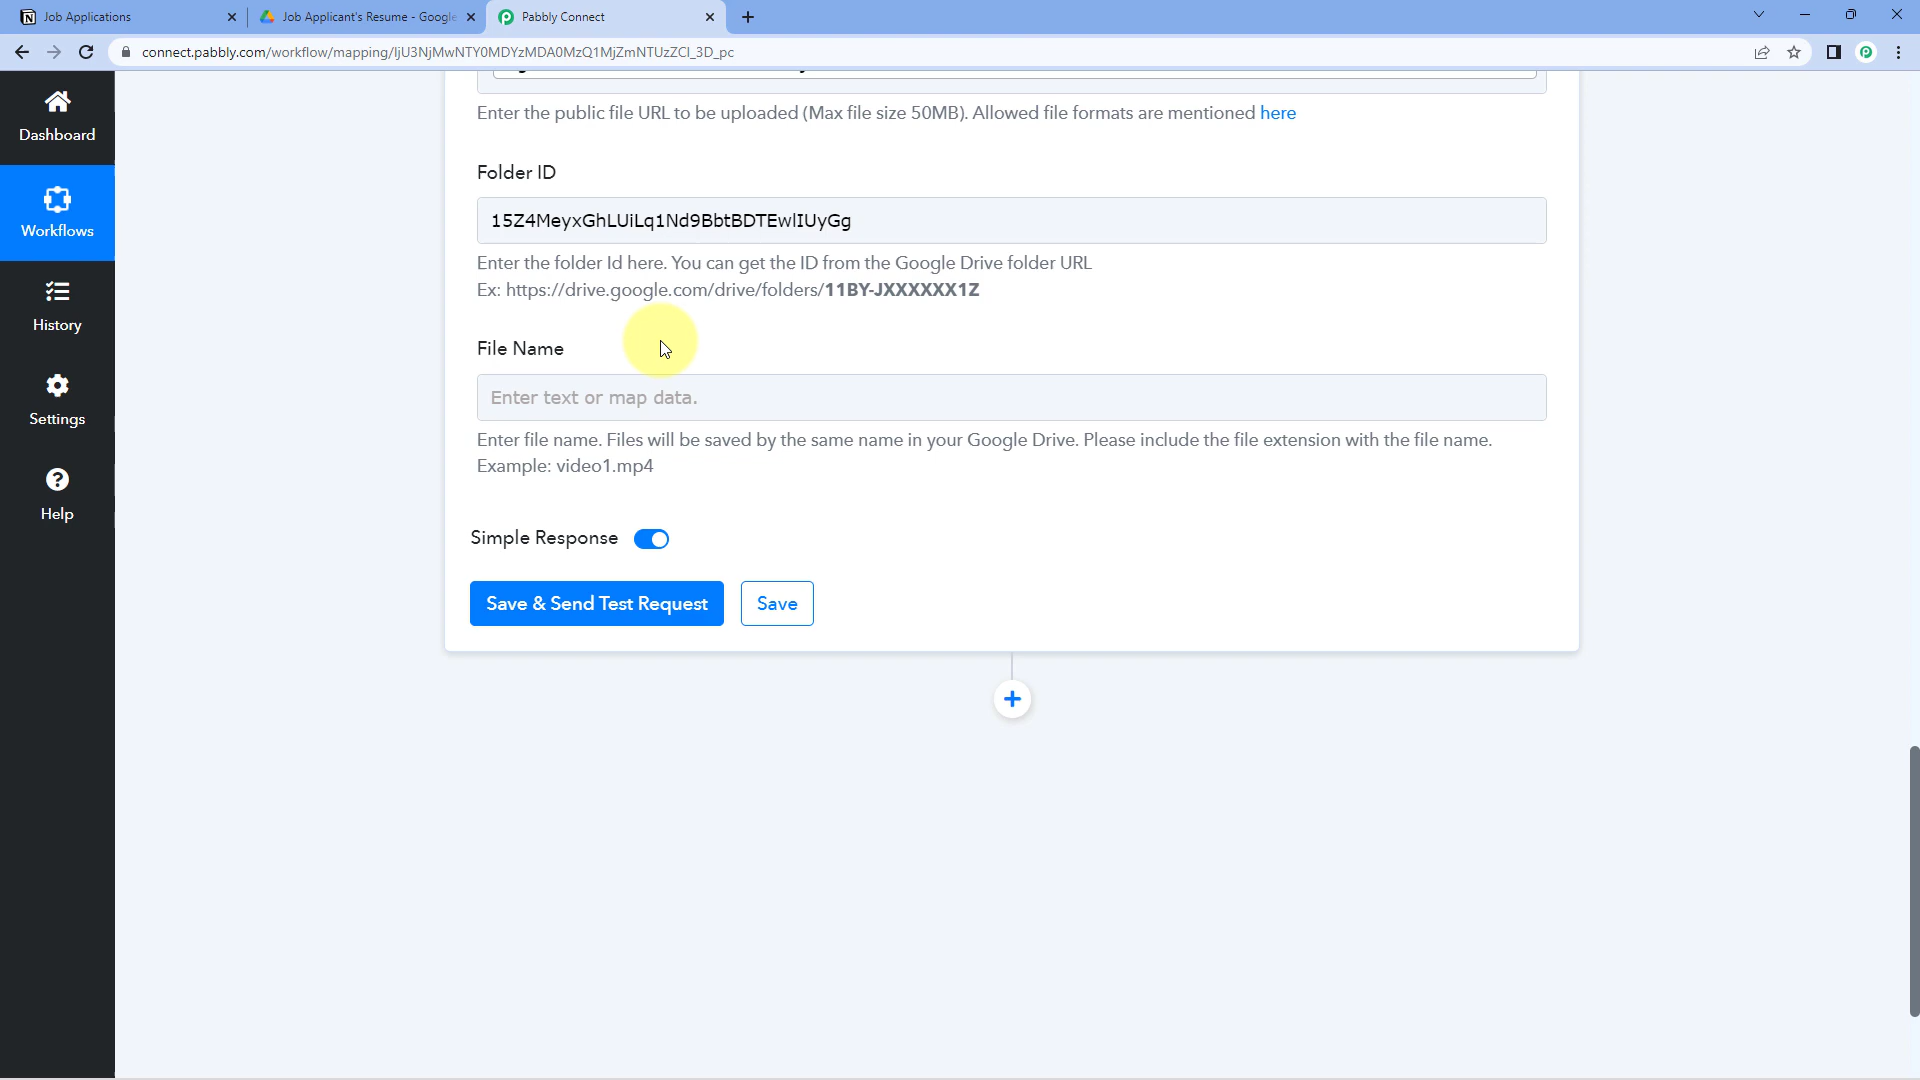 Job Applications
Job Applicant's Resume - Google
Pabbly Connect
connect.pabbly.com/workflow/mapping/IjU3NjMwNTY0MDYzMDA0MzQ1MjZmNTUzZCI_3D_pc
Dashboard
Workflows
History
Settings
Help
Enter the public file URL to be uploaded (Max file size 50MB). Allowed file formats are mentioned here
Folder ID
15Z4MeyxGhLUiLq1Nd9BbtBDTEwlIUyGg
Enter the folder Id here. You can get the ID from the Google Drive folder URL
Ex: https://drive.google.com/drive/folders/11BY-JXXXXXX1Z
File Name
Enter text or map data.
Enter file name. Files will be saved by the same name in your Google Drive. Please include the file extension with the file name.
Example: video1.mp4
Simple Response
Save & Send Test Request
Save